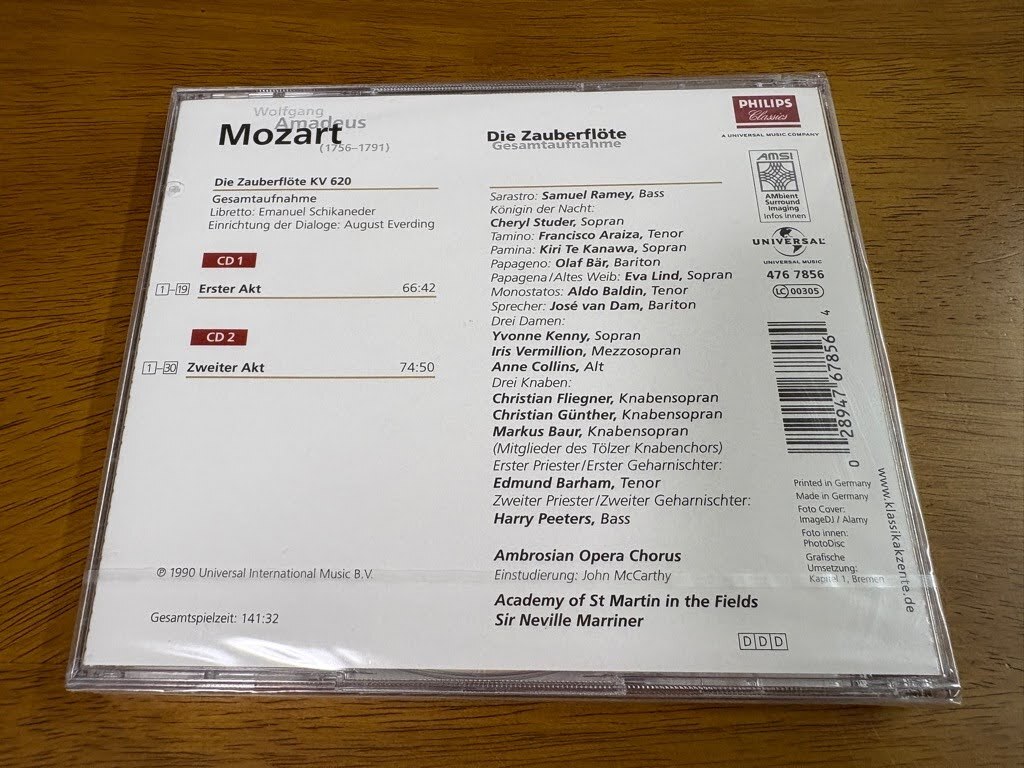 Wolfgang
Amadeus
Mozart
(1756–1791)
Die Zauberflöte KV 620
Gesamtaufnahme
Libretto: Emanuel Schikaneder
Einrichtung der Dialoge: August Everding
CD 1
1–19 Erster Akt 66:42
CD 2
1–30 Zweiter Akt 74:50
℗ 1990 Universal International Music B.V.
Gesamtspielzeit: 141:32
Die Zauberflöte
Gesamtaufnahme
Sarastro: Samuel Ramey, Bass
Königin der Nacht:
Cheryl Studer, Sopran
Tamino: Francisco Araiza, Tenor
Pamina: Kiri Te Kanawa, Sopran
Papageno: Olaf Bär, Bariton
Papagena/Altes Weib: Eva Lind, Sopran
Monostatos: Aldo Baldin, Tenor
Sprecher: José van Dam, Bariton
Drei Damen:
Yvonne Kenny, Sopran
Iris Vermillion, Mezzosopran
Anne Collins, Alt
Drei Knaben:
Christian Fliegner, Knabensopran
Christian Günther, Knabensopran
Markus Baur, Knabensopran
(Mitglieder des Tölzer Knabenchors)
Erster Priester/Erster Geharnischter:
Edmund Barham, Tenor
Zweiter Priester/Zweiter Geharnischter:
Harry Peeters, Bass
Ambrosian Opera Chorus
Einstudierung: John McCarthy
Academy of St Martin in the Fields
Sir Neville Marriner
DDD
PHILIPS
Classics
A UNIVERSAL MUSIC COMPANY
AMSI
AMbient
Surround
Imaging
Infos innen
UNIVERSAL
UNIVERSAL MUSIC
476 7856
LC 00305
0 28947 67856 4
Printed in Germany
Made in Germany
Foto Cover:
ImageDJ / Alamy
Foto innen:
PhotoDisc
Grafische
Umsetzung:
Kapitel 1, Bremen
www.klassikakzente.de